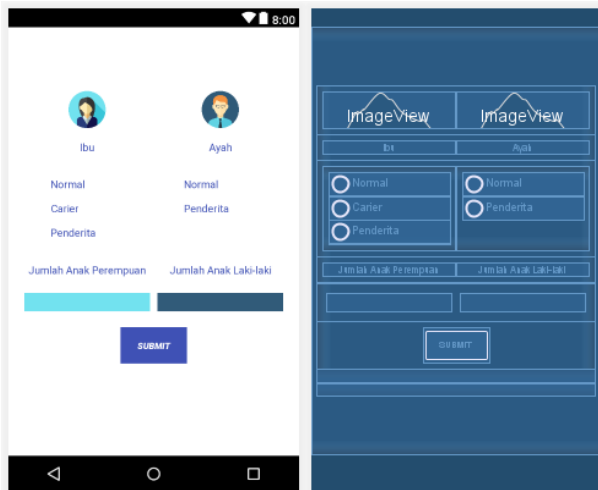 8:00
Ibu Ayah
Normal Normal
Carier Penderita
Penderita
Jumlah Anak Perempuan Jumlah Anak Laki-laki
SUBMIT
ImageView ImageView
Ibu Ayah
Normal Normal
Carier Penderita
Penderita
Jumlah Anak Perempuan Jumlah Anak Laki-laki
SUBMIT